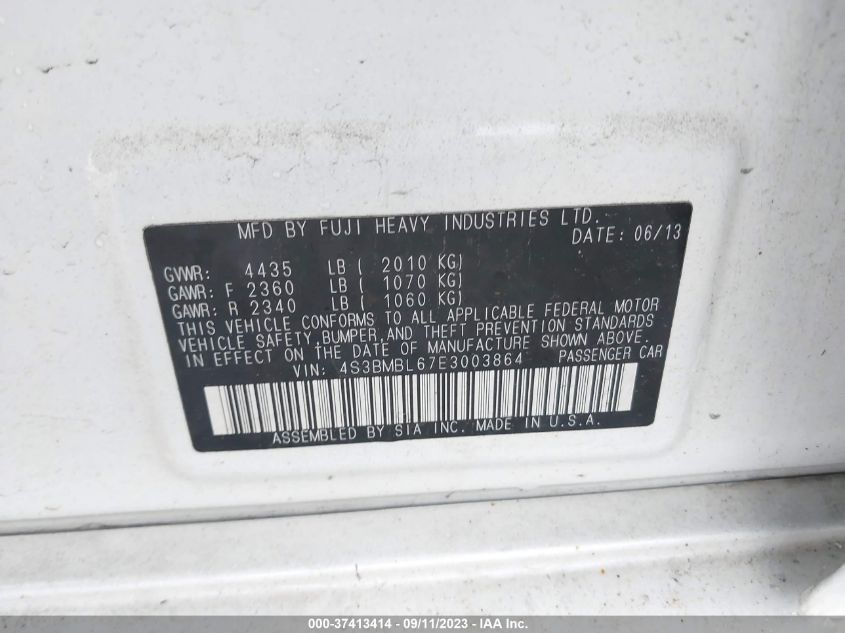 MFD BY FUJI HEAVY INDUSTRIES LTD.
DATE: 06/13
GVWR: 4435 LB ( 2010 KG)
GAWR: F 2360 LB ( 1070 KG)
GAWR: R 2340 LB ( 1060 KG)
THIS VEHICLE CONFORMS TO ALL APPLICABLE FEDERAL MOTOR
VEHICLE SAFETY, BUMPER, AND THEFT PREVENTION STANDARDS
IN EFFECT ON THE DATE OF MANUFACTURE SHOWN ABOVE.
VIN: 4S3BMBL67E3003864 PASSENGER CAR
ASSEMBLED BY SIA INC. MADE IN U.S.A.
000-37413414 - 09/11/2023 - IAA Inc.